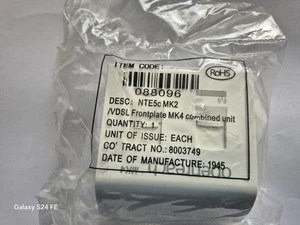 ITEM CODE:
RoHS
088096
DESC: NTE5c MK2
/VDSL Frontplate MK4 combined unit
QUANTITY: 1
UNIT OF ISSUE: EACH
CO' TRACT NO.: 8003749
DATE OF MANUFACTURE: 1945
openreach
Galaxy S24 FE